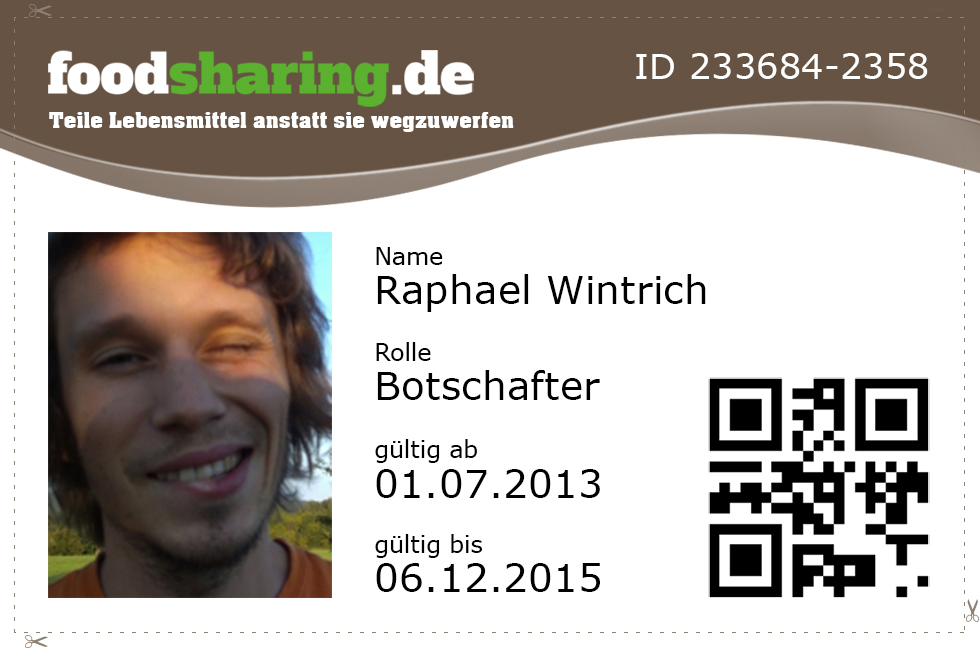 foodsharing.de
ID 233684-2358
Teile Lebensmittel anstatt sie wegzuwerfen
Name
Raphael Wintrich
Rolle
Botschafter
gültig ab
01.07.2013
gültig bis
06.12.2015